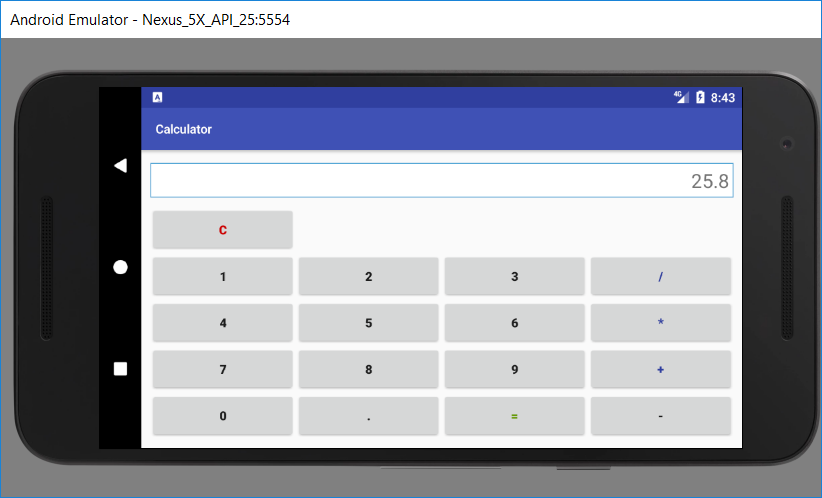 Android Emulator - Nexus_5X_API_25:5554
A 4G 8:43
Calculator
25.8
C
1 2 3 /
4 5 6 *
7 8 9 +
0 . = -